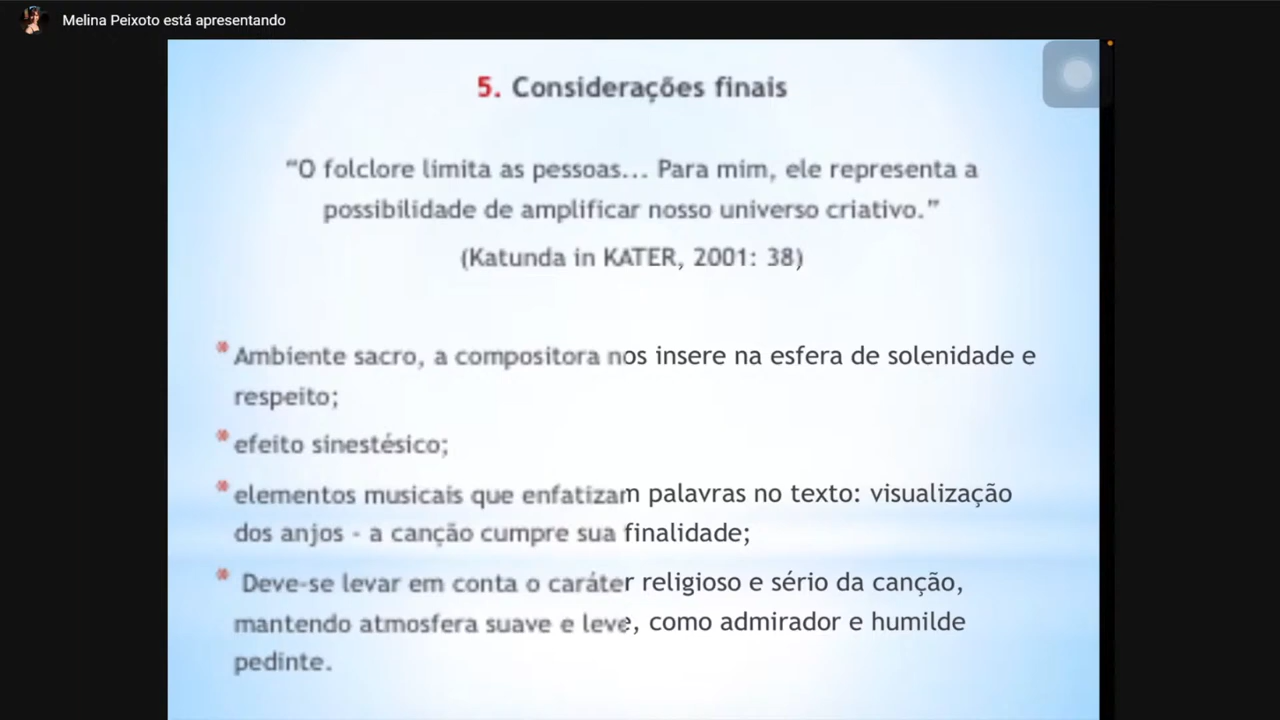 Melina Peixoto está apresentando
5. Considerações finais
“O folclore limita as pessoas... Para mim, ele representa a
possibilidade de amplificar nosso universo criativo.”
(Katunda in KATER, 2001: 38)
* Ambiente sacro, a compositora nos insere na esfera de solenidade e
respeito;
* efeito sinestésico;
* elementos musicais que enfatizam palavras no texto: visualização
dos anjos - a canção cumpre sua finalidade;
* Deve-se levar em conta o caráter religioso e sério da canção,
mantendo atmosfera suave e leve, como admirador e humilde
pedinte.